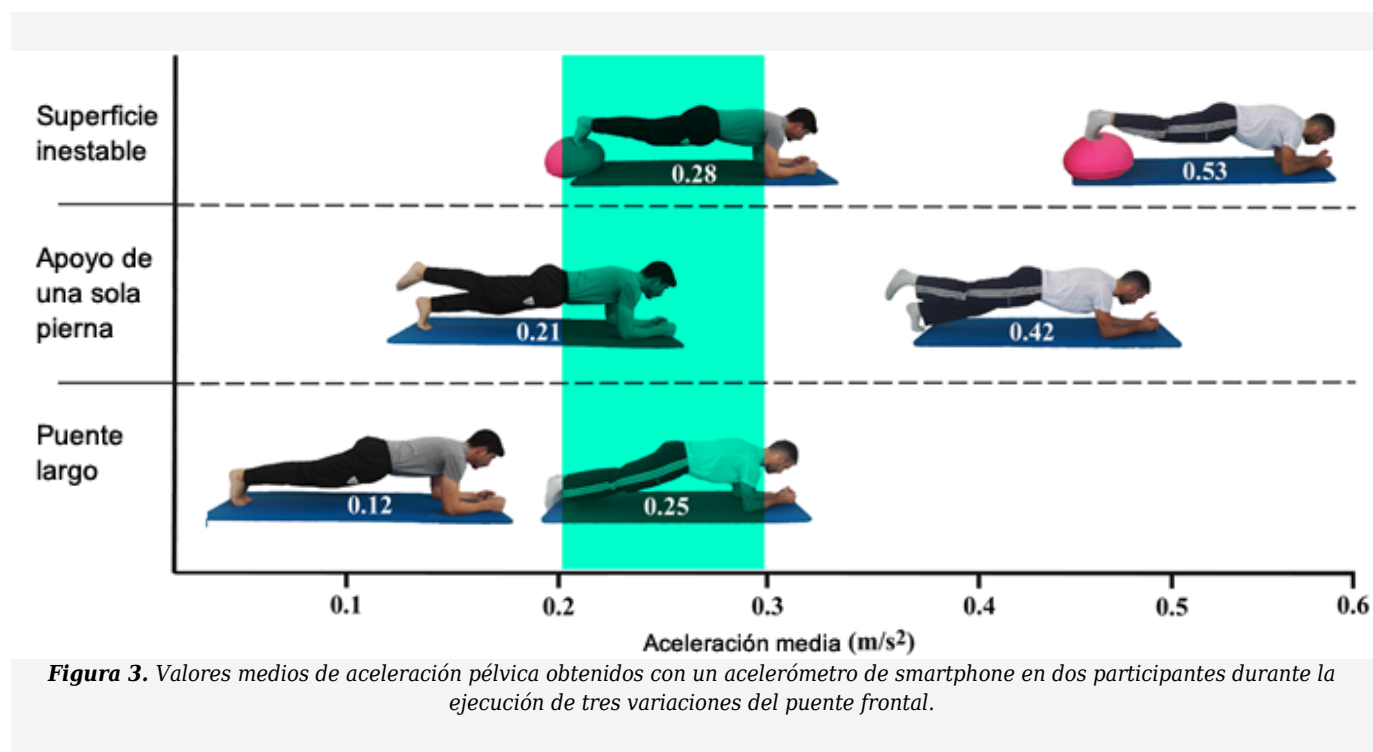 Superficie
inestable
0.28
0.53
Apoyo de
una sola
pierna
0.21
0.42
Puente
largo
0.12
0.25
0.1
0.2
0.3
0.4
0.5
0.6
Aceleración media (m/s²)
Figura 3. Valores medios de aceleración pélvica obtenidos con un acelerómetro de smartphone en dos participantes durante la
ejecución de tres variaciones del puente frontal.